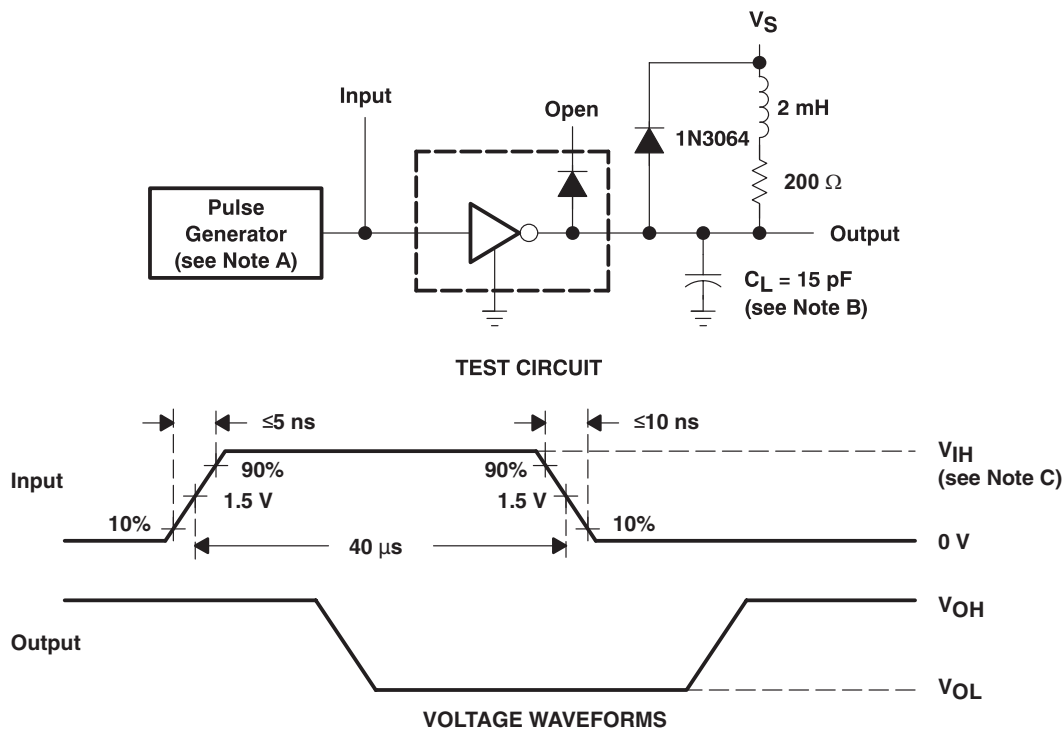 VS
Input
2 mH
Open
1N3064
200 Ω
Pulse
Generator
(see Note A)
Output
CL = 15 pF
(see Note B)
TEST CIRCUIT
≤5 ns
≤10 ns
VIH
(see Note C)
Input
90%
90%
1.5 V
1.5 V
10%
10%
40 μs
0 V
VOH
Output
VOL
VOLTAGE WAVEFORMS